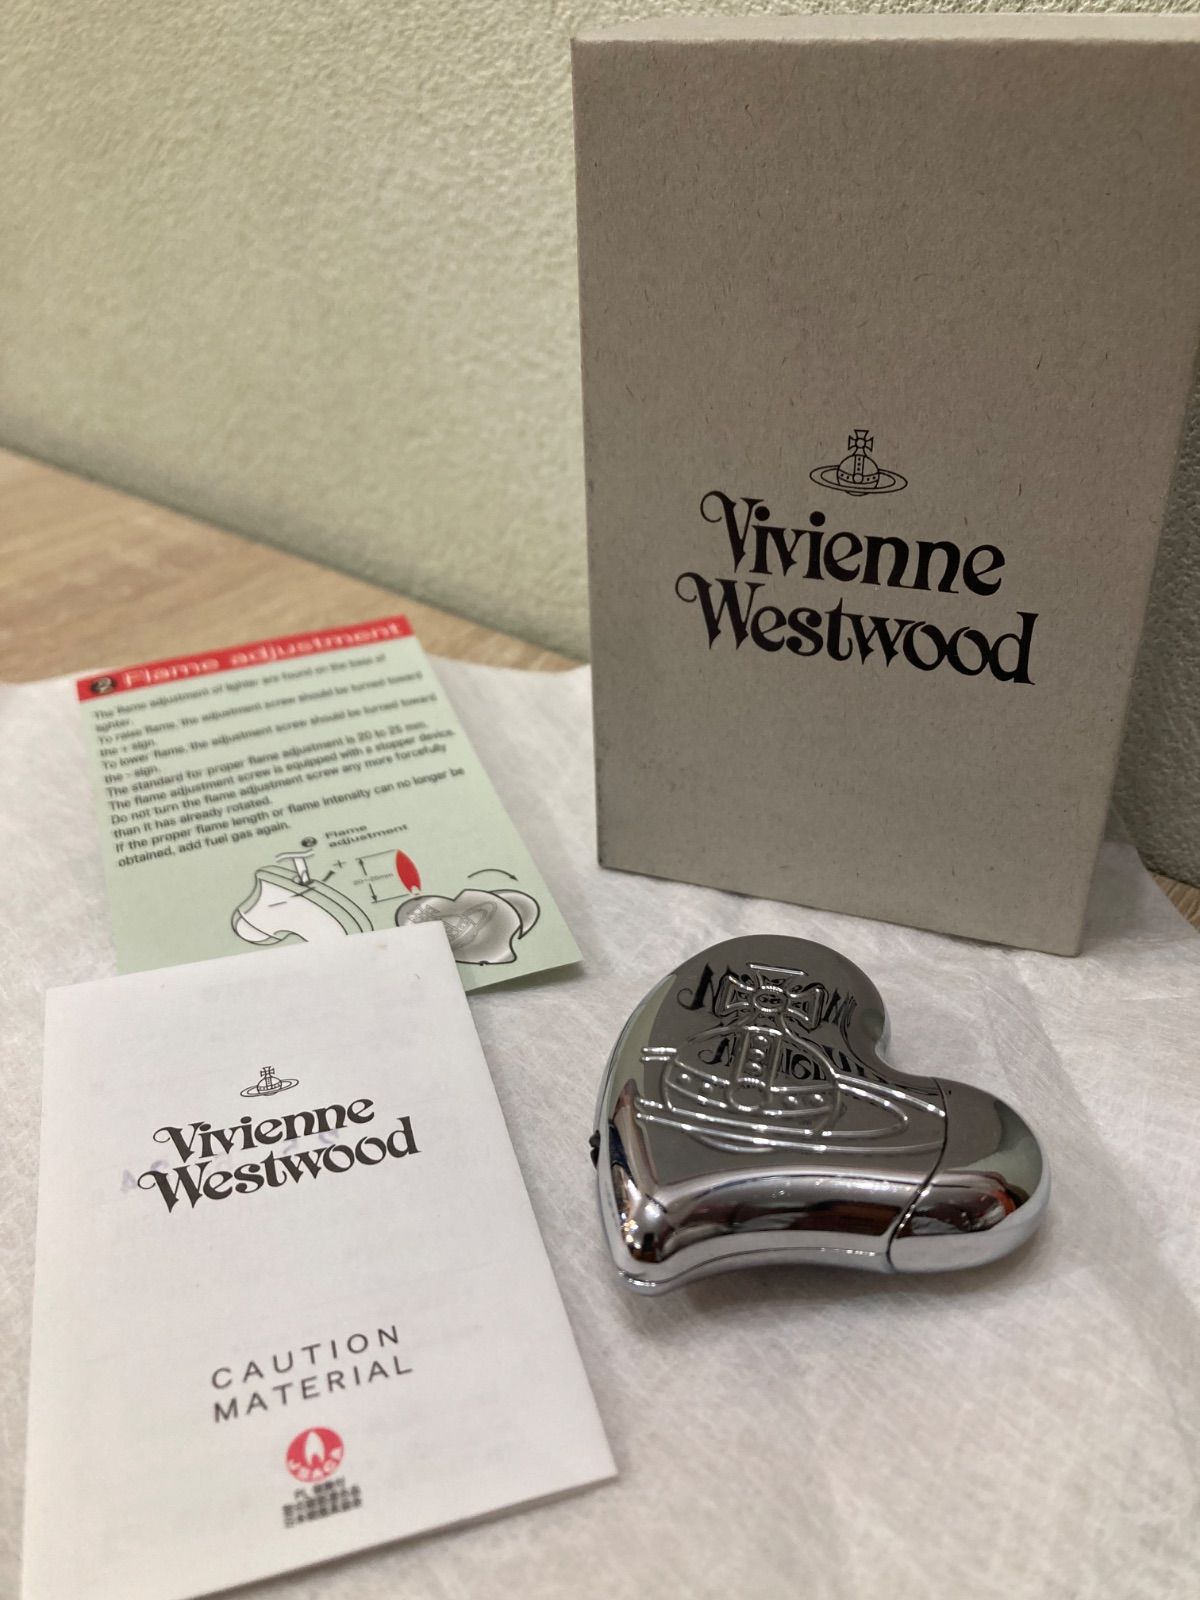 Vivienne
Westwood
2 Flame adjustment
The flame adjustment of lighter are found on the base of
lighter.
To raise flame, the adjustment screw should be turned toward
the + sign.
To lower flame, the adjustment screw should be turned toward
the - sign.
The standard for proper flame adjustment is 20 to 25 mm.
The flame adjustment screw is equipped with a stopper device.
Do not turn the flame adjustment screw any more forcefully
than it has already rotated.
If the proper flame length or flame intensity can no longer be
obtained, add fuel gas again.
2 Flame
adjustment
+
20~25mm
Vivienne
Westwood
CAUTION
MATERIAL